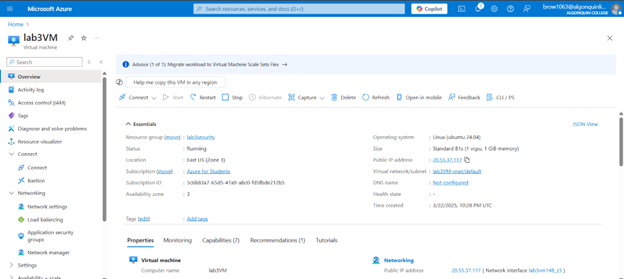 Microsoft Azure
Search resources, services, and docs (G+/)
Copilot
brow1063@algonquinli...
ALGONQUIN COLLEGE
Home >
lab3VM
Virtual machine
Search
Overview
Activity log
Access control (IAM)
Tags
Diagnose and solve problems
Resource visualizer
Connect
Connect
Bastion
Networking
Network settings
Load balancing
Application security
groups
Network manager
Settings
Availability + scale
Advisor (1 of 1): Migrate workload to Virtual Machine Scale Sets Flex
Help me copy this VM in any region
Connect Start Restart Stop Hibernate Capture Delete Refresh Open in mobile Feedback CLI / PS
Essentials
JSON View
Resource group (move) : lab3security
Status : Running
Location : East US (Zone 3)
Subscription (move) : Azure for Students
Availability zone : 3
Operating system : Linux (ubuntu 24.04)
Size : Standard B1s (1 vcpu, 1 GiB memory)
Public IP address : 20.55.37.117
Virtual network/subnet : lab3VM-vnet/default
DNS name : Not configured
Health state : -
Time created : 3/22/2025, 10:28 PM UTC
Tags (edit) : Add tags
Properties Monitoring Capabilities (7) Recommendations (1) Tutorials
Virtual machine
Computer name lab3VM
Networking
Public IP address 20.55.37.117 ( Network interface lab3vm148_z3 )